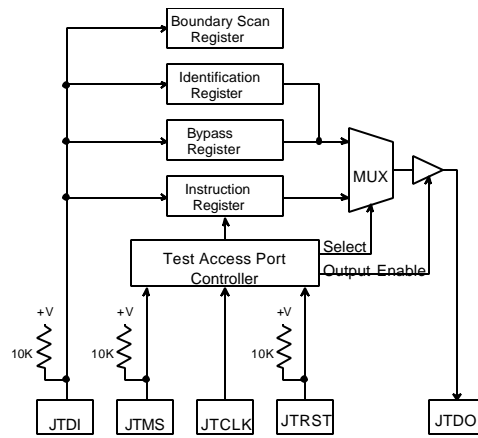 Boundary Scan
Register
Identification
Register
Bypass
Register
Instruction
Register
MUX
Test Access Port
Controller
Select
Output Enable
+V
10K
+V
10K
+V
10K
JTDI
JTMS
JTCLK
JTRST
JTDO